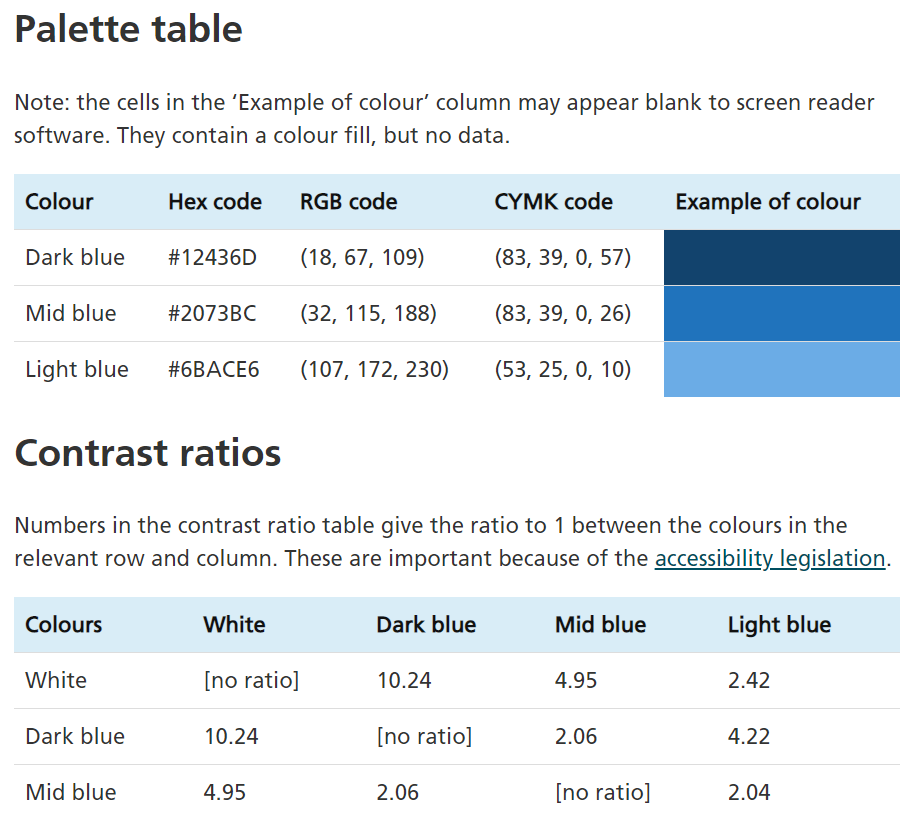 Palette table
Note: the cells in the ‘Example of colour’ column may appear blank to screen reader
software. They contain a colour fill, but no data.
Colour Hex code RGB code CYMK code Example of colour
Dark blue #12436D (18, 67, 109) (83, 39, 0, 57)
Mid blue #2073BC (32, 115, 188) (83, 39, 0, 26)
Light blue #6BACE6 (107, 172, 230) (53, 25, 0, 10)
Contrast ratios
Numbers in the contrast ratio table give the ratio to 1 between the colours in the
relevant row and column. These are important because of the accessibility legislation.
Colours White Dark blue Mid blue Light blue
White [no ratio] 10.24 4.95 2.42
Dark blue 10.24 [no ratio] 2.06 4.22
Mid blue 4.95 2.06 [no ratio] 2.04